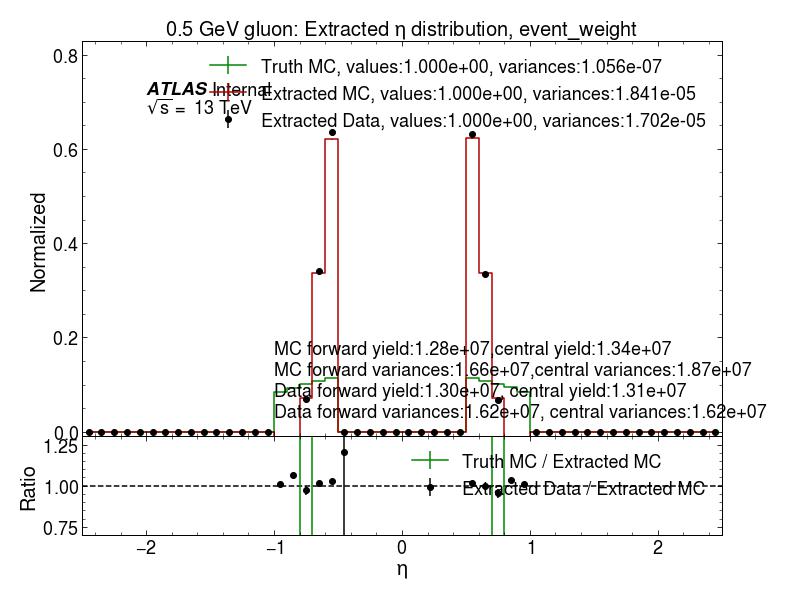 0.5 GeV gluon: Extracted η distribution, event_weight
0.8
Truth MC, values:1.000e+00, variances:1.056e-07
ATLAS Internal
Extracted MC, values:1.000e+00, variances:1.841e-05
√s = 13 TeV
Extracted Data, values:1.000e+00, variances:1.702e-05
0.6
Normalized
0.4
0.2
MC forward yield:1.28e+07,central yield:1.34e+07
MC forward variances:1.66e+07,central variances:1.87e+07
Data forward yield:1.30e+07, central yield:1.31e+07
Data forward variances:1.62e+07, central variances:1.62e+07
0.0
1.25
Truth MC / Extracted MC
Ratio
1.00
Extracted Data / Extracted MC
0.75
−2 −1 0 1 2
η